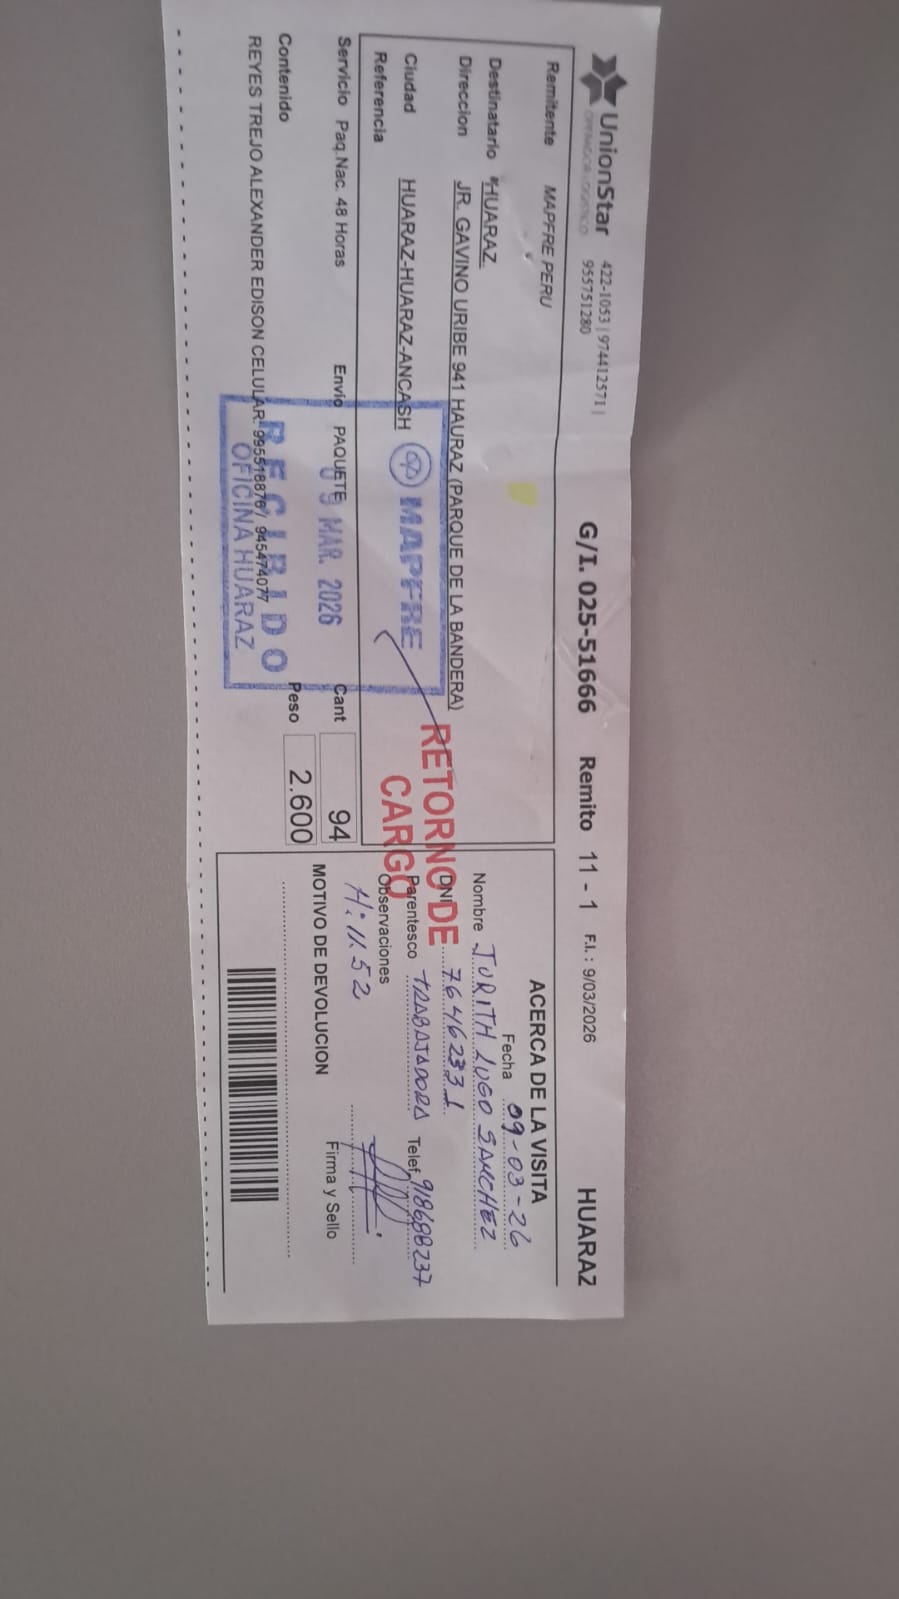 UnionStar
OPERADOR LOGISTICO
422-1053 | 974412571 |
955751280
G/I. 025-51666 Remito 11 - 1 F.I.: 9/03/2026 HUARAZ
Remitente MAPFRE PERU
Destinatario *HUARAZ
Direccion JR. GAVINO URIBE 941 HAURAZ (PARQUE DE LA BANDERA)
Ciudad HUARAZ-HUARAZ-ANCASH
Referencia
Servicio Paq.Nac. 48 Horas Envio PAQUETE Cant 94
Contenido Peso 2.600
REYES TREJO ALEXANDER EDISON CELULAR: 995518876 / 945474077
MAPFRE
09 MAR. 2026
RECIBIDO
OFICINA HUARAZ
RETORNO DE
CARGO
ACERCA DE LA VISITA
Fecha 09-03-26
Nombre JURITH LUGO SANCHEZ
DNI 76462331
Parentesco TRABAJADORA Telef. 918688237
Observaciones
H: 11.52
Firma y Sello
MOTIVO DE DEVOLUCION